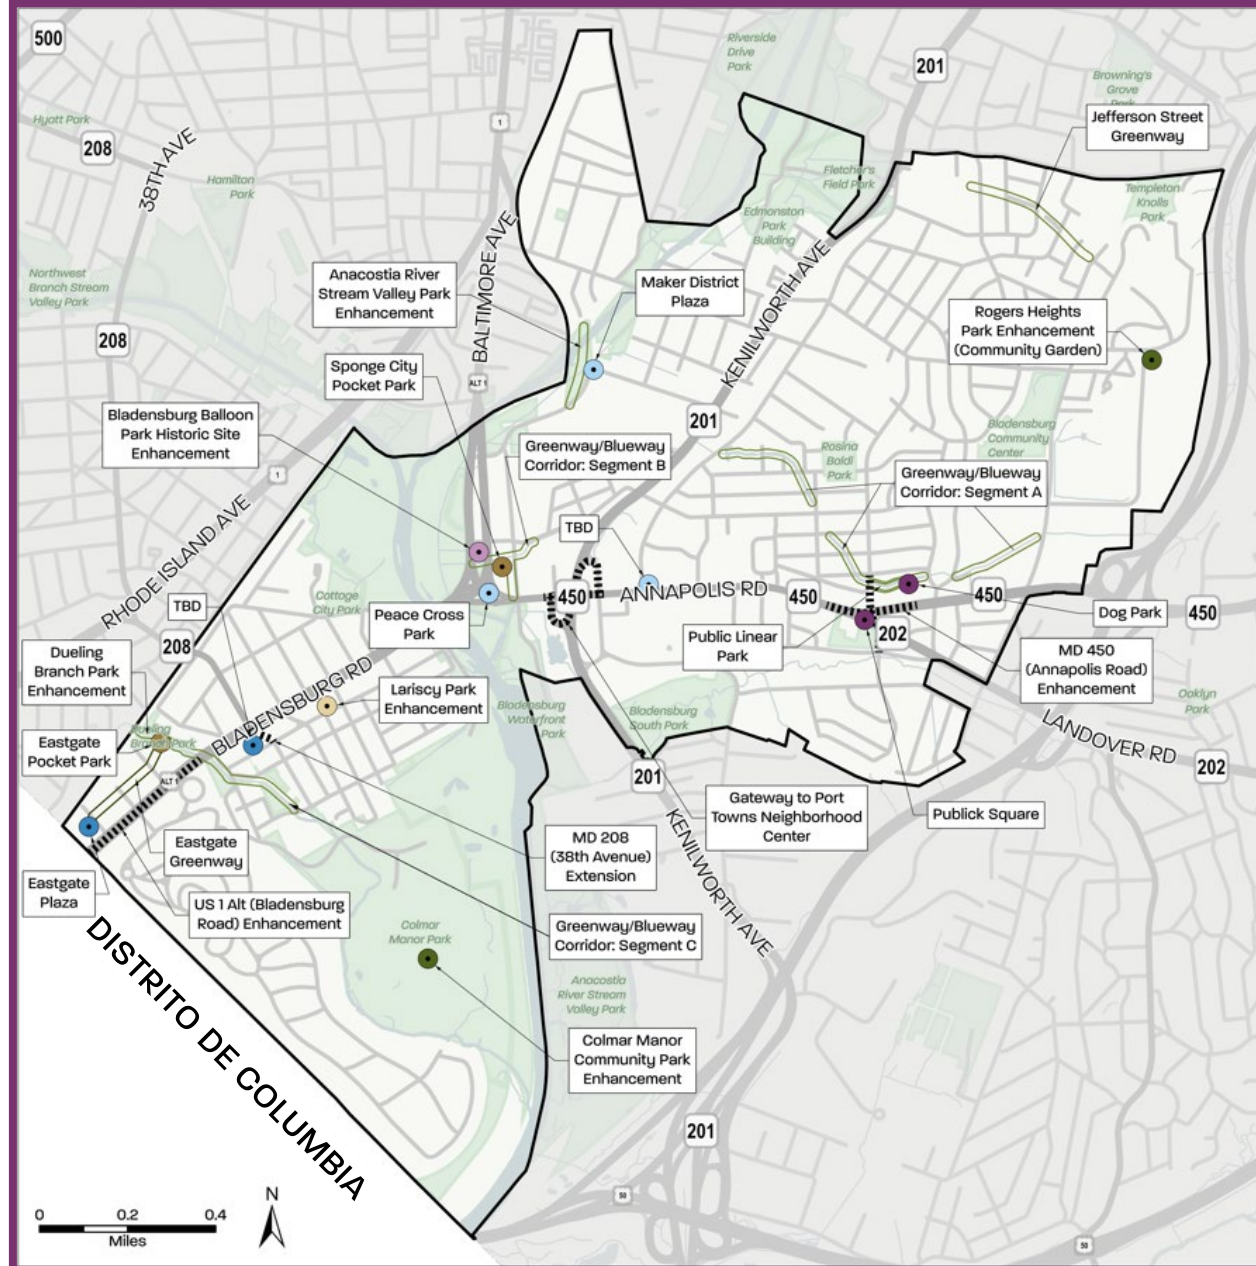 500
201
Riverside
Drive
Park
Browning's
Grove
Park
Jefferson Street
Greenway
1
Hyatt Park
208
38TH AVE
Hamilton
Park
Fletcher's
Field Park
Templeton
Knolls
Park
Edmonston
Park
Building
BALTIMORE AVE
Northwest
Branch Stream
Valley Park
Anacostia River
Stream Valley Park
Enhancement
Maker District
Plaza
KENILWORTH AVE
Rogers Heights
Park Enhancement
(Community Garden)
208
Sponge City
Pocket Park
ALT 1
Bladensburg Balloon
Park Historic Site
Enhancement
201
Greenway/Blueway
Corridor: Segment B
Rosina
Baldi
Park
Bladensburg
Community
Center
Greenway/Blueway
Corridor: Segment A
1
RHODE ISLAND AVE
TBD
Cottage
City Park
Peace Cross
Park
450
ANNAPOLIS RD
450
450
450
Dog Park
TBD
208
Public Linear
Park
202
MD 450
(Annapolis Road)
Enhancement
Dueling
Branch Park
Enhancement
BLADENSBURG RD
Lariscy Park
Enhancement
Bladensburg
Waterfront
Park
Bladensburg
South Park
Oaklyn
Park
LANDOVER RD
202
Dueling
Branch Park
Eastgate
Pocket Park
ALT 1
201
Gateway to Port
Towns Neighborhood
Center
Publick Square
KENILWORTH AVE
Eastgate
Greenway
MD 208
(38th Avenue)
Extension
Eastgate
Plaza
US 1 Alt (Bladensburg
Road) Enhancement
Greenway/Blueway
Corridor: Segment C
Colmar
Manor Park
DISTRITO DE COLUMBIA
Anacostia
River Stream
Valley Park
Colmar Manor
Community Park
Enhancement
201
50
50
N
0 0.2 0.4
Miles